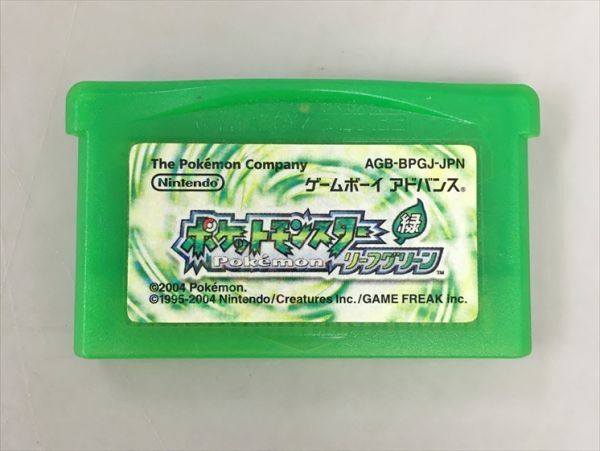 The Pokémon Company AGB-BPGJ-JPN
Nintendo ゲームボーイ アドバンス®
ポケットモンスター 緑
Pokémon リーフグリーン™
©2004 Pokémon.
©1995-2004 Nintendo/Creatures Inc./GAME FREAK inc.